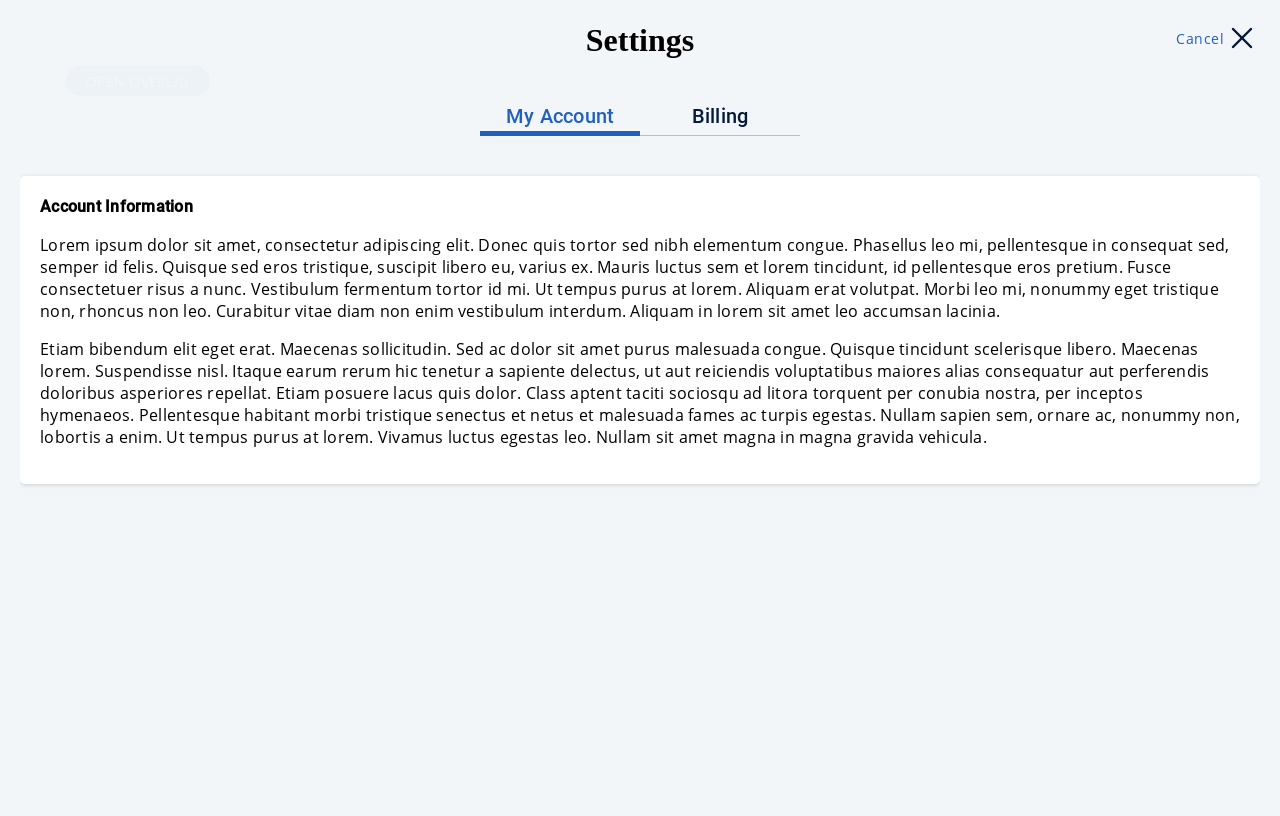 Settings
Cancel
OPEN OVERLAY
My Account
Billing
Account Information
Lorem ipsum dolor sit amet, consectetur adipiscing elit. Donec quis tortor sed nibh elementum congue. Phasellus leo mi, pellentesque in consequat sed,
semper id felis. Quisque sed eros tristique, suscipit libero eu, varius ex. Mauris luctus sem et lorem tincidunt, id pellentesque eros pretium. Fusce
consectetuer risus a nunc. Vestibulum fermentum tortor id mi. Ut tempus purus at lorem. Aliquam erat volutpat. Morbi leo mi, nonummy eget tristique
non, rhoncus non leo. Curabitur vitae diam non enim vestibulum interdum. Aliquam in lorem sit amet leo accumsan lacinia.
Etiam bibendum elit eget erat. Maecenas sollicitudin. Sed ac dolor sit amet purus malesuada congue. Quisque tincidunt scelerisque libero. Maecenas
lorem. Suspendisse nisl. Itaque earum rerum hic tenetur a sapiente delectus, ut aut reiciendis voluptatibus maiores alias consequatur aut perferendis
doloribus asperiores repellat. Etiam posuere lacus quis dolor. Class aptent taciti sociosqu ad litora torquent per conubia nostra, per inceptos
hymenaeos. Pellentesque habitant morbi tristique senectus et netus et malesuada fames ac turpis egestas. Nullam sapien sem, ornare ac, nonummy non,
lobortis a enim. Ut tempus purus at lorem. Vivamus luctus egestas leo. Nullam sit amet magna in magna gravida vehicula.